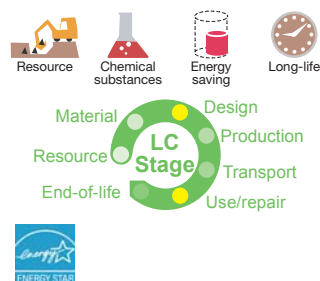 Resource
Chemical
substances
Energy
saving
Long-life
Material
Design
Production
LC
Stage
Resource
Transport
End-of-life
Use/repair
energy
ENERGY STAR